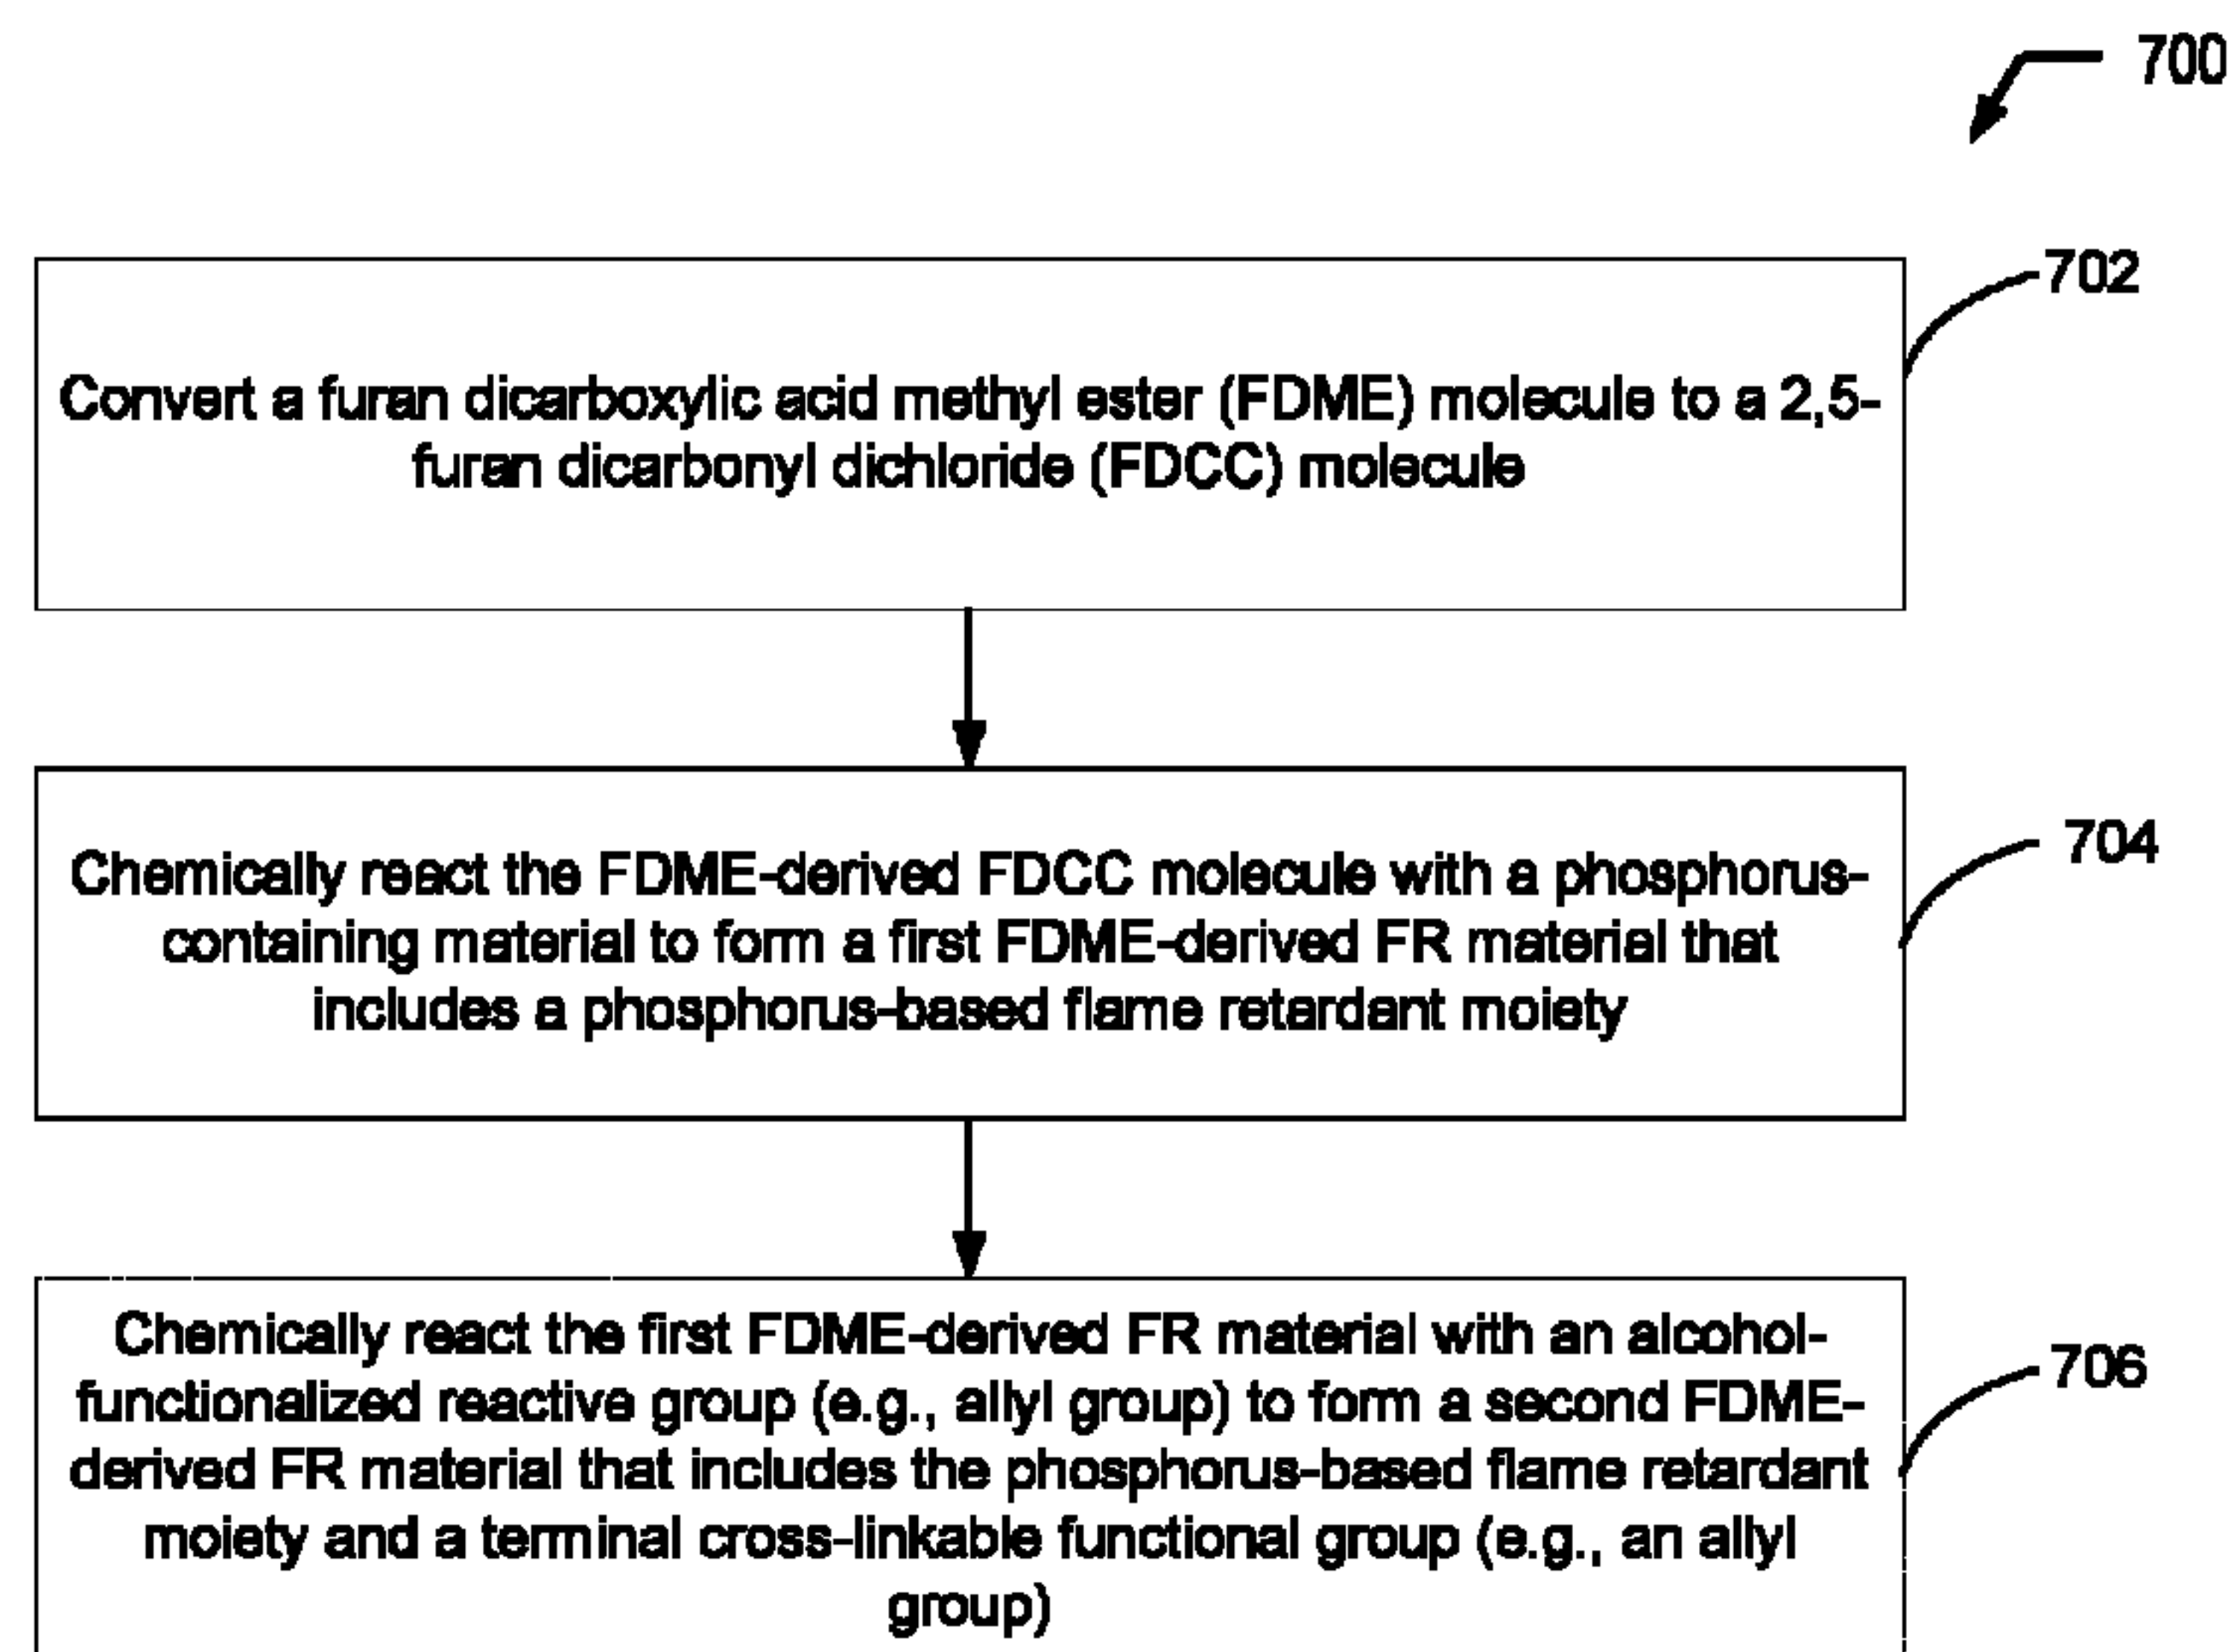 700
702
Convert a furan dicarboxylic acid methyl ester (FDME) molecule to a 2,5-
furan dicarbonyl dichloride (FDCC) molecule
704
Chemically react the FDME-derived FDCC molecule with a phosphorus-
containing material to form a first FDME-derived FR material that
includes a phosphorus-based flame retardant moiety
706
Chemically react the first FDME-derived FR material with an alcohol-
functionalized reactive group (e.g., allyl group) to form a second FDME-
derived FR material that includes the phosphorus-based flame retardant
moiety and a terminal cross-linkable functional group (e.g., an allyl
group)